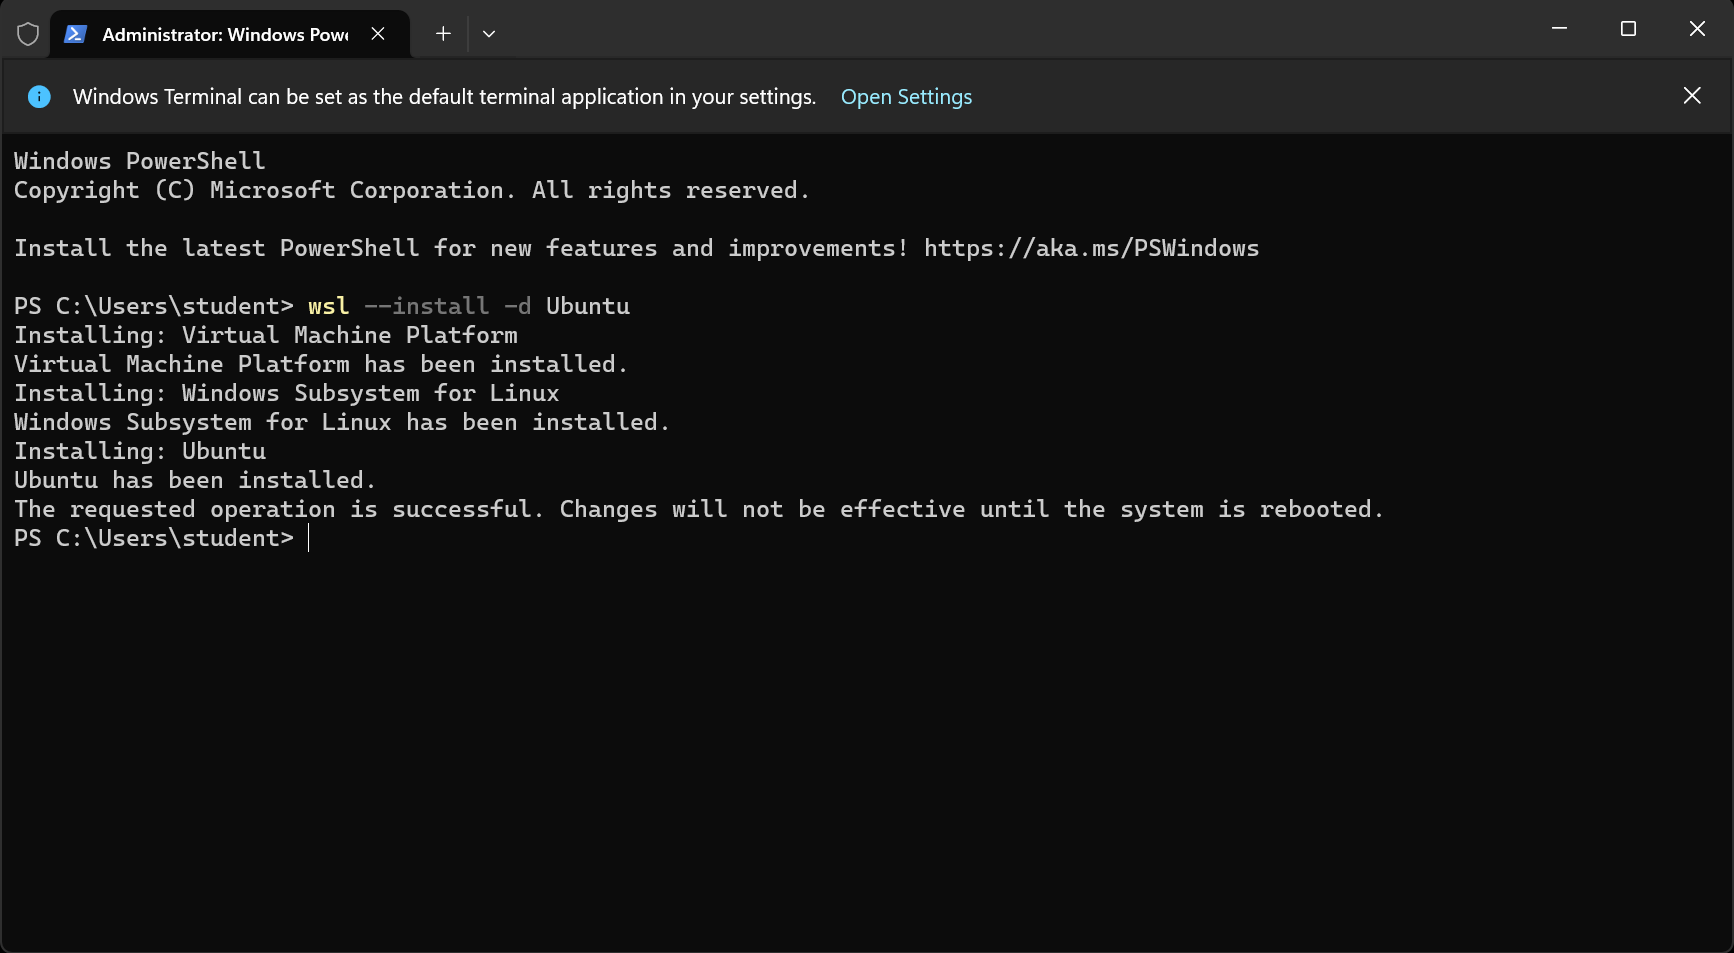 Administrator: Windows Powe
Windows Terminal can be set as the default terminal application in your settings. Open Settings
Windows PowerShell
Copyright (C) Microsoft Corporation. All rights reserved.
Install the latest PowerShell for new features and improvements! https://aka.ms/PSWindows
PS C:\Users\student> wsl --install -d Ubuntu
Installing: Virtual Machine Platform
Virtual Machine Platform has been installed.
Installing: Windows Subsystem for Linux
Windows Subsystem for Linux has been installed.
Installing: Ubuntu
Ubuntu has been installed.
The requested operation is successful. Changes will not be effective until the system is rebooted.
PS C:\Users\student>